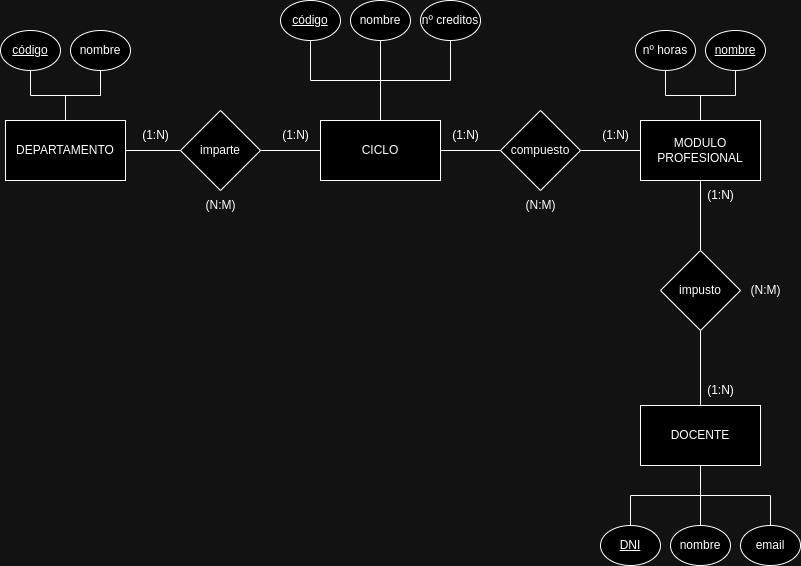 código
nombre
nº creditos
código
nombre
nº horas
nombre
(1:N)
(1:N)
(1:N)
(1:N)
DEPARTAMENTO
imparte
CICLO
compuesto
MODULO
PROFESIONAL
(N:M)
(N:M)
(1:N)
impusto
(N:M)
(1:N)
DOCENTE
DNI
nombre
email